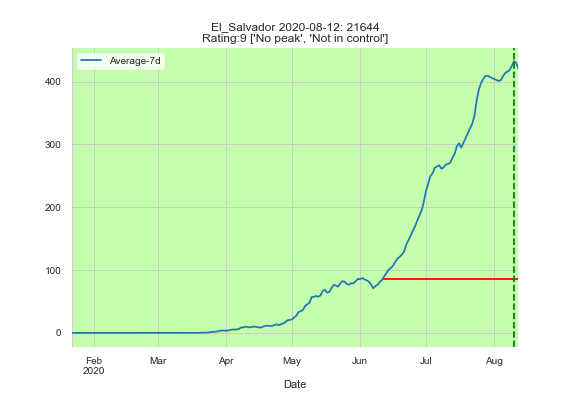 El_Salvador 2020-08-12: 21644
Rating:9 ['No peak', 'Not in control']
Average-7d
400
300
200
100
0
Feb
2020
Mar
Apr
May
Jun
Jul
Aug
Date